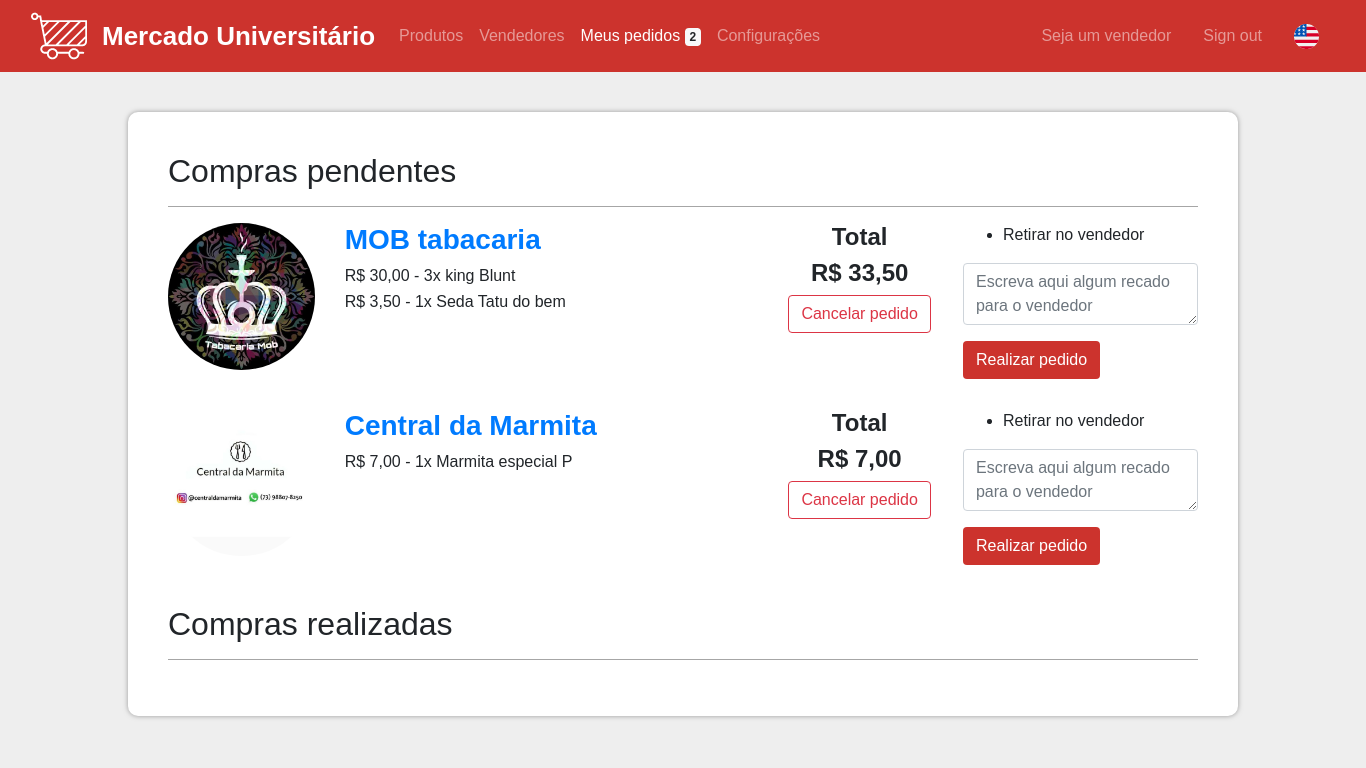 Mercado Universitário Produtos Vendedores Meus pedidos 2 Configurações Seja um vendedor Sign out
Compras pendentes
Tabacaria Mob
MOB tabacaria
R$ 30,00 - 3x king Blunt
R$ 3,50 - 1x Seda Tatu do bem
Total
R$ 33,50
Cancelar pedido
Retirar no vendedor
Escreva aqui algum recado
para o vendedor
Realizar pedido
Central da Marmita
@centraldamarmita (73) 98807-8250
Central da Marmita
R$ 7,00 - 1x Marmita especial P
Total
R$ 7,00
Cancelar pedido
Retirar no vendedor
Escreva aqui algum recado
para o vendedor
Realizar pedido
Compras realizadas